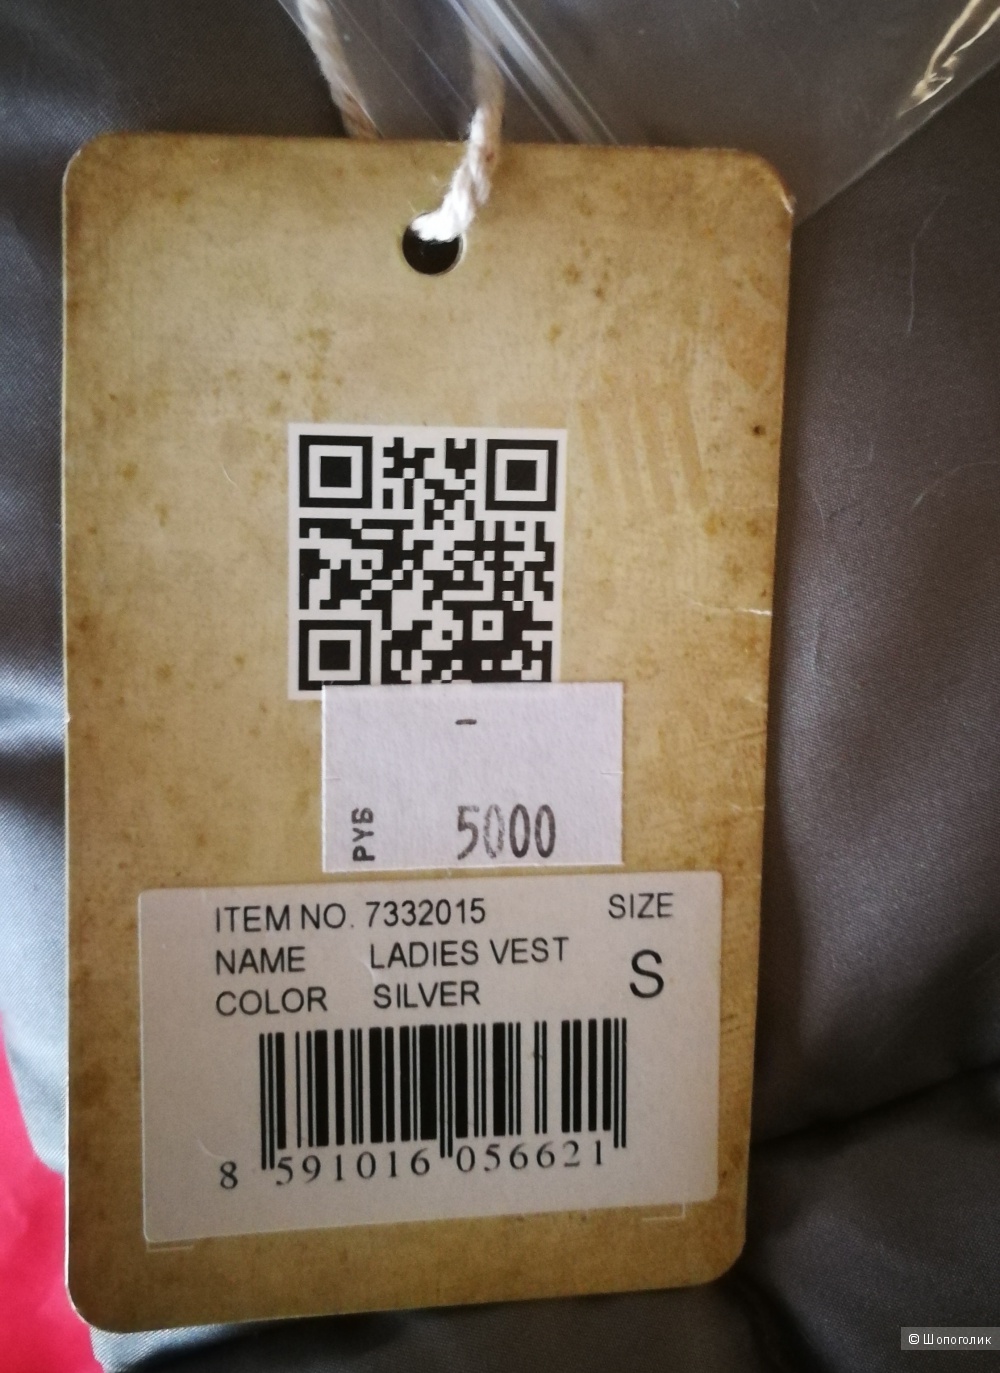 -
РУБ 5000
ITEM NO. 7332015 SIZE
NAME LADIES VEST S
COLOR SILVER
8 591016 056621
© Шопоголик